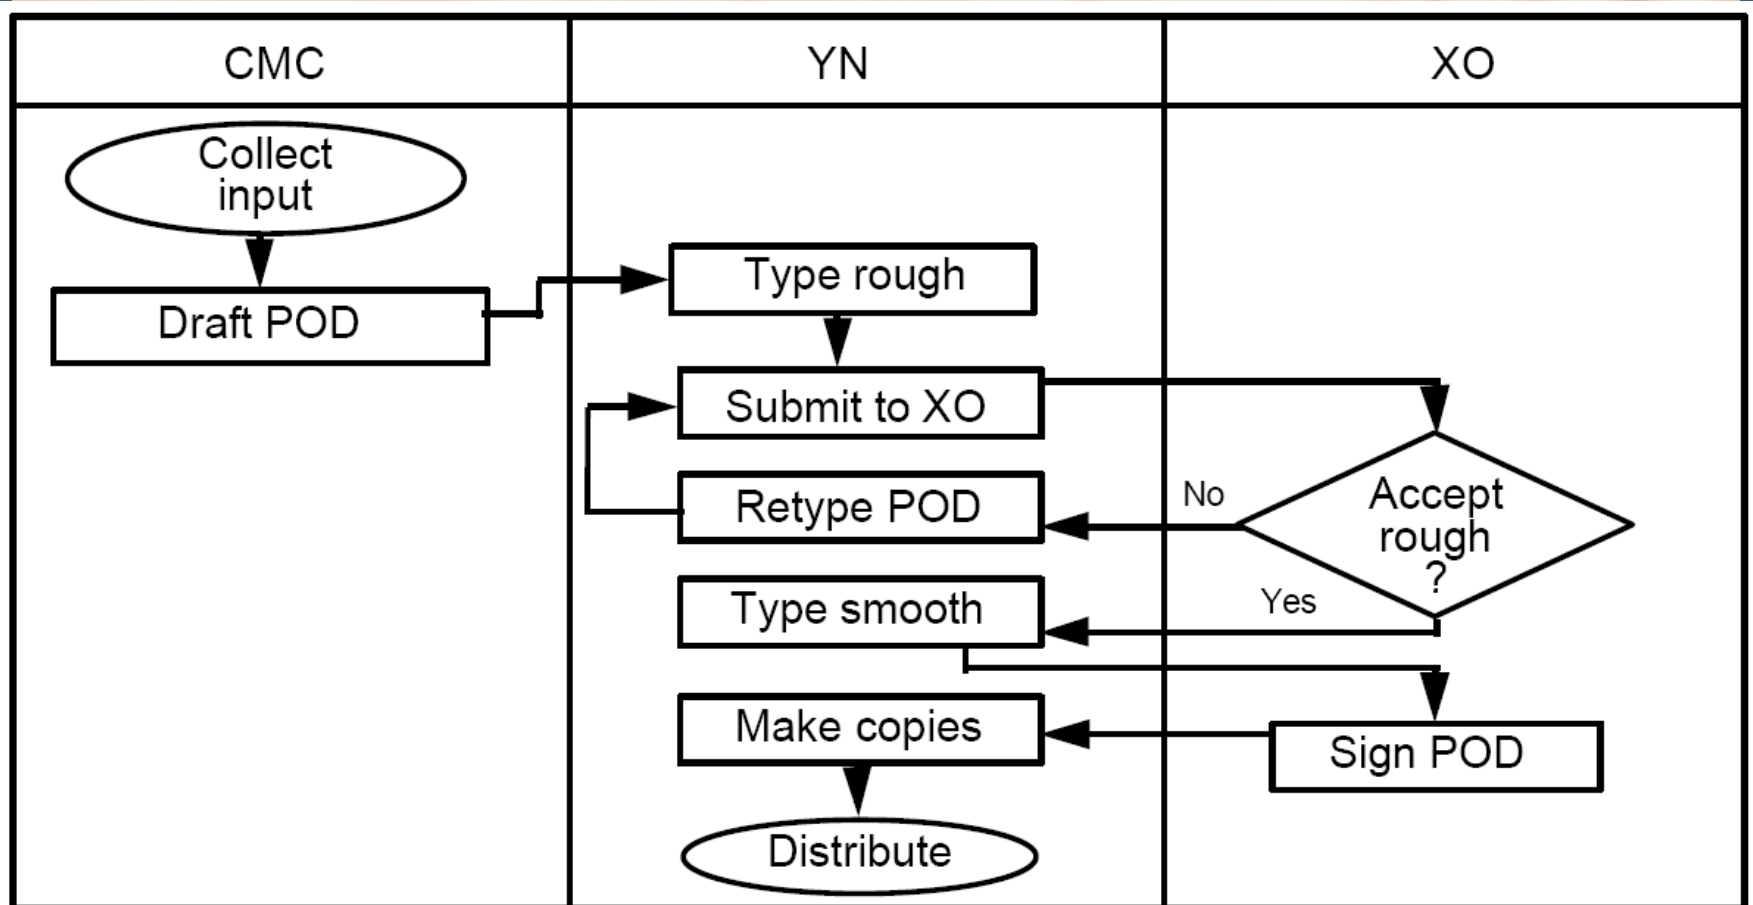 CMC
YN
XO
Collect
input
Draft POD
Type rough
Submit to XO
Accept
rough
?
No
Retype POD
Yes
Type smooth
Sign POD
Make copies
Distribute